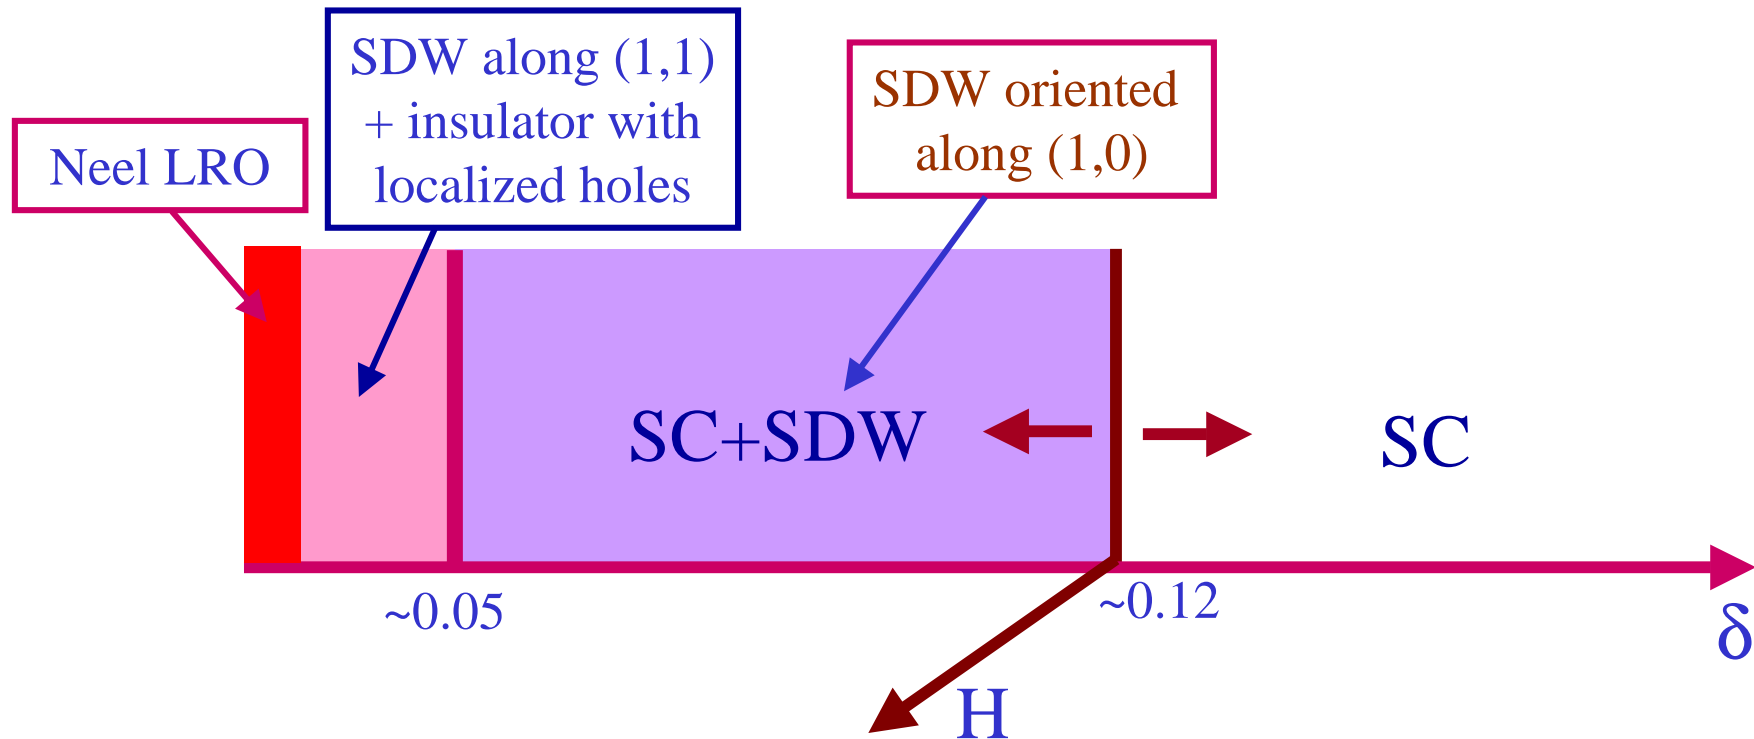 Neel LRO
SDW along (1,1)
+ insulator with
localized holes
SDW oriented
along (1,0)
SC+SDW
SC
~0.05
~0.12
δ
H